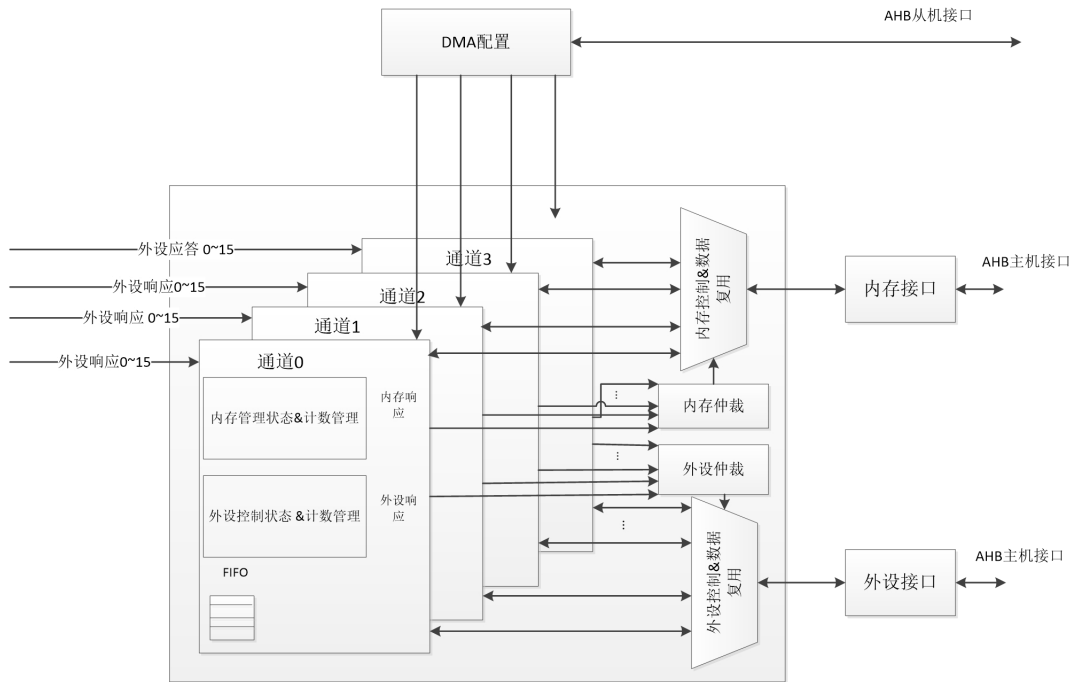 AHB从机接口
DMA配置
外设应答 0~15
外设响应0~15
外设响应 0~15
外设响应0~15
通道3
通道2
通道1
通道0
内存管理状态&计数管理
外设控制状态 &计数管理
FIFO
内存响
应
外设响
应
...
...
...
内存控制&数据
复用
内存仲裁
外设仲裁
外设控制&数据
复用
内存接口
AHB主机接口
外设接口
AHB主机接口